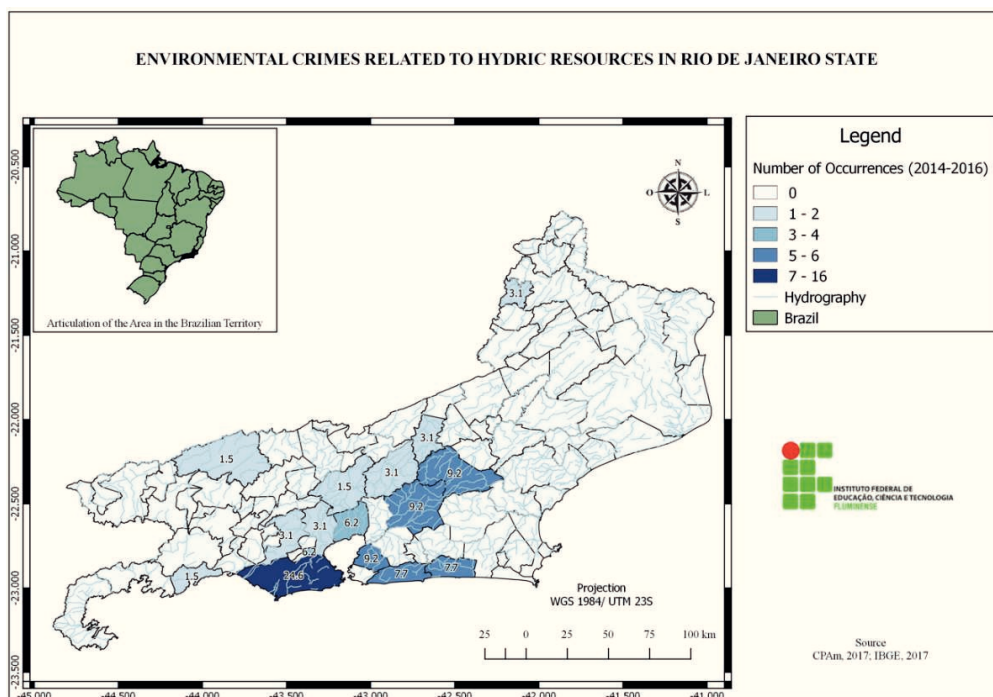 ENVIRONMENTAL CRIMES RELATED TO HYDRIC RESOURCES IN RIO DE JANEIRO STATE
Articulation of the Area in the Brazilian Territory
N
O
L
S
Legend
Number of Occurrences (2014-2016)
0
1 - 2
3 - 4
5 - 6
7 - 16
Hydrography
Brazil
-20.500
-21.000
-21.500
-22.000
-22.500
-23.000
-23.500
3.1
3.1
1.5
3.1
9.2
1.5
9.2
3.1
6.2
3.1
6.2
9.2
1.5
24.6
7.7
7.7
Projection
WGS 1984/ UTM 23S
25 0 25 50 75 100 km
INSTITUTO FEDERAL DE
EDUCAÇÃO, CIÊNCIA E TECNOLOGIA
FLUMINENSE
Source
CPAm, 2017; IBGE, 2017
-45.000 -44.500 -44.000 -43.500 -43.000 -42.500 -42.000 -41.500 -41.000